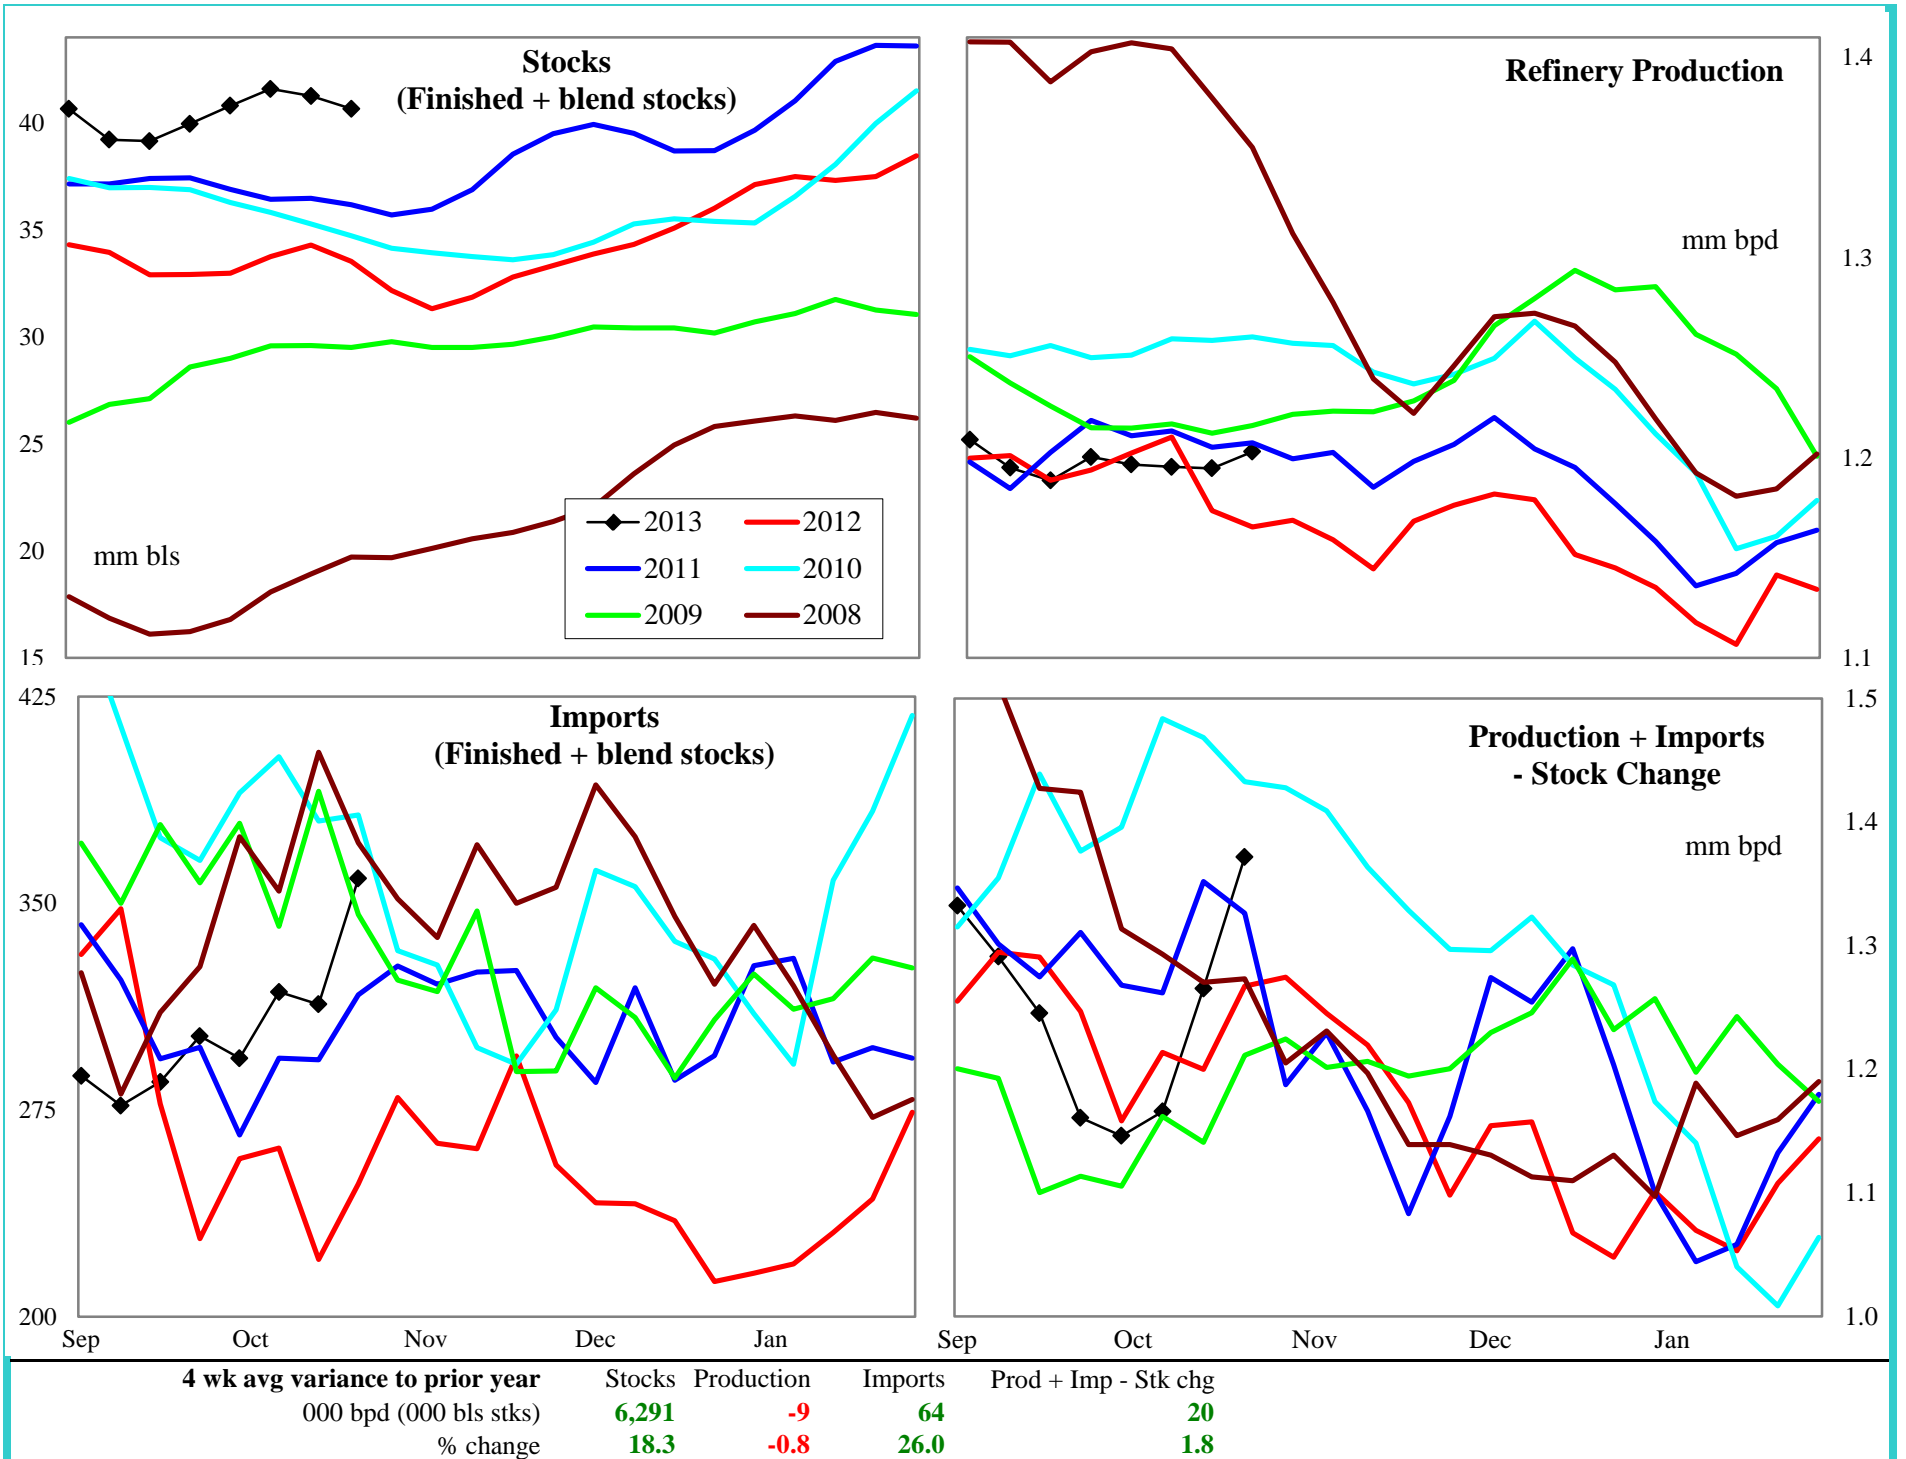 Stocks
(Finished + blend stocks)
40
35
30
25
20
15
mm bls
2013
2012
2011
2010
2009
2008
Refinery Production
mm bpd
1.4
1.3
1.2
1.1
Imports
(Finished + blend stocks)
425
350
275
200
Sep Oct Nov Dec Jan
Production + Imports
- Stock Change
mm bpd
1.5
1.4
1.3
1.2
1.1
1.0
Sep Oct Nov Dec Jan
4 wk avg variance to prior year Stocks Production Imports Prod + Imp - Stk chg
000 bpd (000 bls stks) 6,291 -9 64 20
% change 18.3 -0.8 26.0 1.8